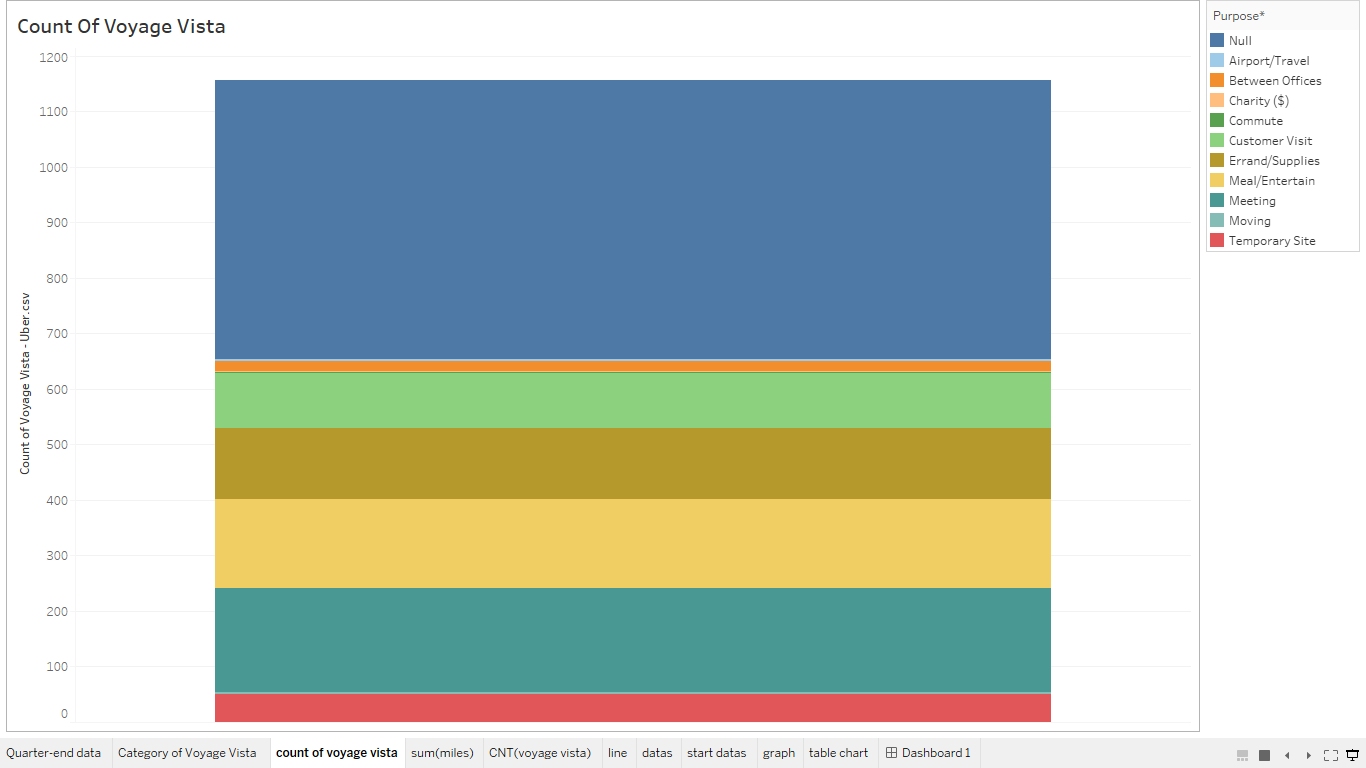 Count Of Voyage Vista
1200
1100
1000
900
800
700
600
500
400
300
200
100
0
Count of Voyage Vista - Uber.csv
Purpose*
Null
Airport/Travel
Between Offices
Charity ($)
Commute
Customer Visit
Errand/Supplies
Meal/Entertain
Meeting
Moving
Temporary Site
Quarter-end data Category of Voyage Vista count of voyage vista sum(miles) CNT(voyage vista) line datas start datas graph table chart Dashboard 1